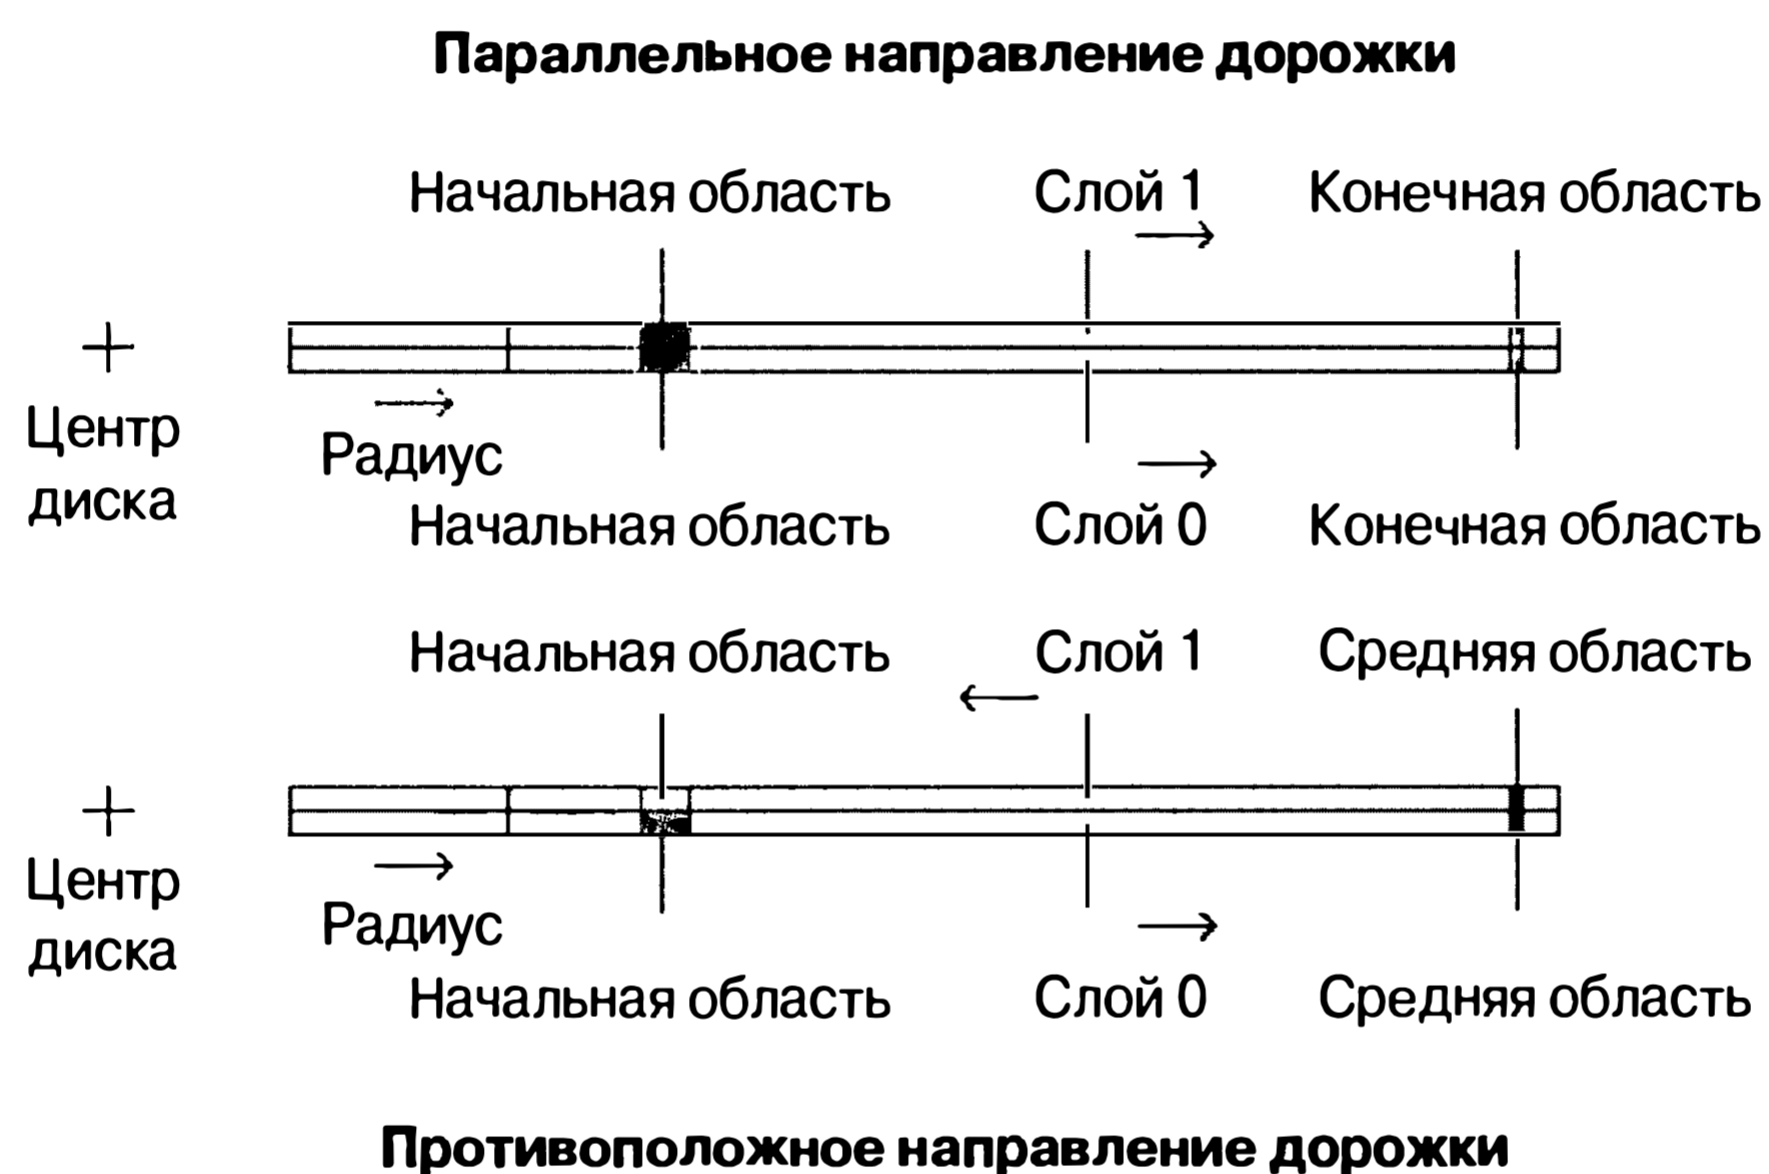 Параллельное направление дорожки
Начальная область Слой 1 Конечная область
Центр
диска
Радиус
Начальная область Слой 0 Конечная область
Начальная область Слой 1 Средняя область
Центр
диска
Радиус
Начальная область Слой 0 Средняя область
Противоположное направление дорожки